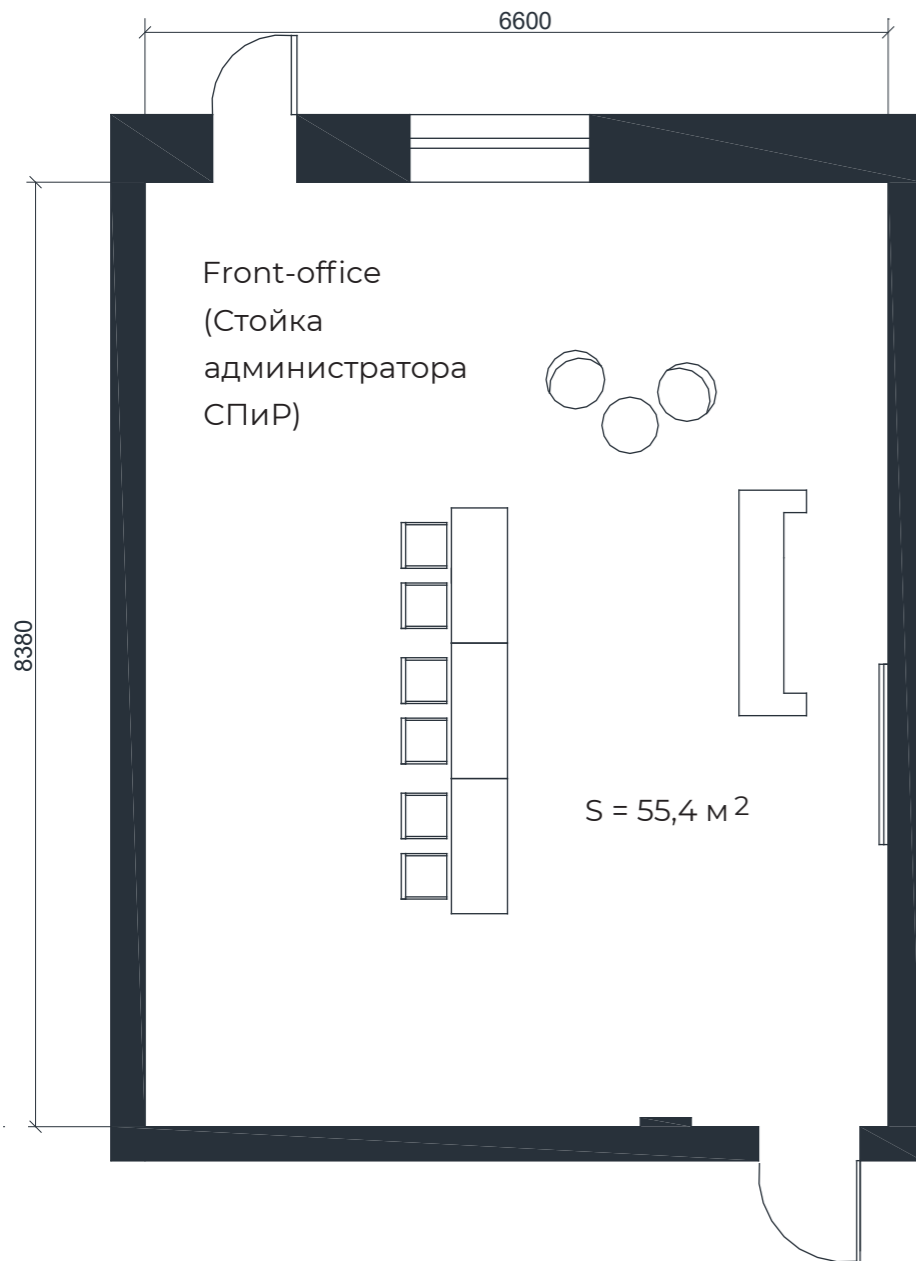 6600
Front-office
(Стойка
администратора
СПиР)
8380
S = 55,4 м²